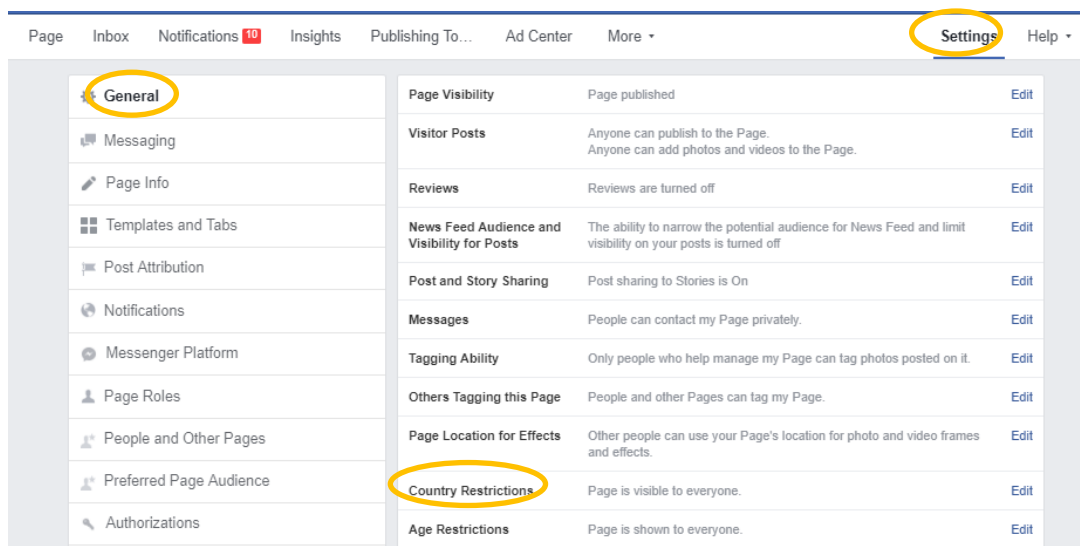 Page Inbox Notifications 10 Insights Publishing To... Ad Center More Settings Help
General
Messaging
Page Info
Templates and Tabs
Post Attribution
Notifications
Messenger Platform
Page Roles
People and Other Pages
Preferred Page Audience
Authorizations
Page Visibility Page published Edit
Visitor Posts Anyone can publish to the Page. Edit
Anyone can add photos and videos to the Page.
Reviews Reviews are turned off Edit
News Feed Audience and The ability to narrow the potential audience for News Feed and limit Edit
Visibility for Posts visibility on your posts is turned off
Post and Story Sharing Post sharing to Stories is On Edit
Messages People can contact my Page privately. Edit
Tagging Ability Only people who help manage my Page can tag photos posted on it. Edit
Others Tagging this Page People and other Pages can tag my Page. Edit
Page Location for Effects Other people can use your Page's location for photo and video frames Edit
and effects.
Country Restrictions Page is visible to everyone. Edit
Age Restrictions Page is shown to everyone. Edit